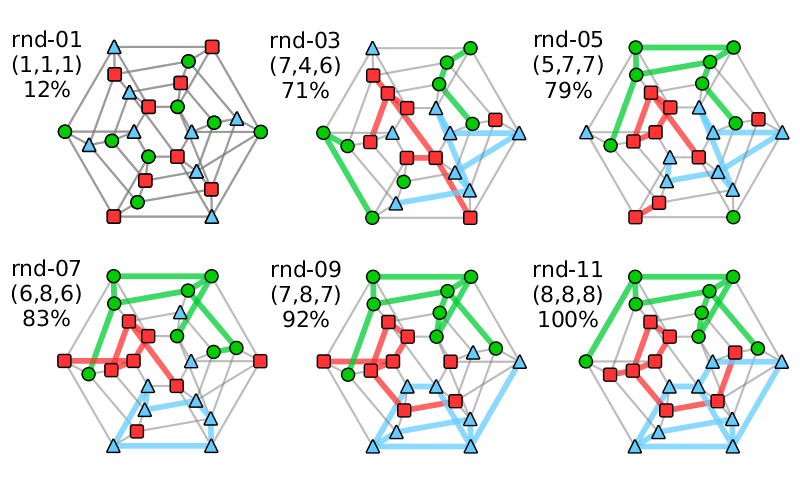 rnd-01
(1,1,1)
12%
rnd-03
(7,4,6)
71%
rnd-05
(5,7,7)
79%
rnd-07
(6,8,6)
83%
rnd-09
(7,8,7)
92%
rnd-11
(8,8,8)
100%